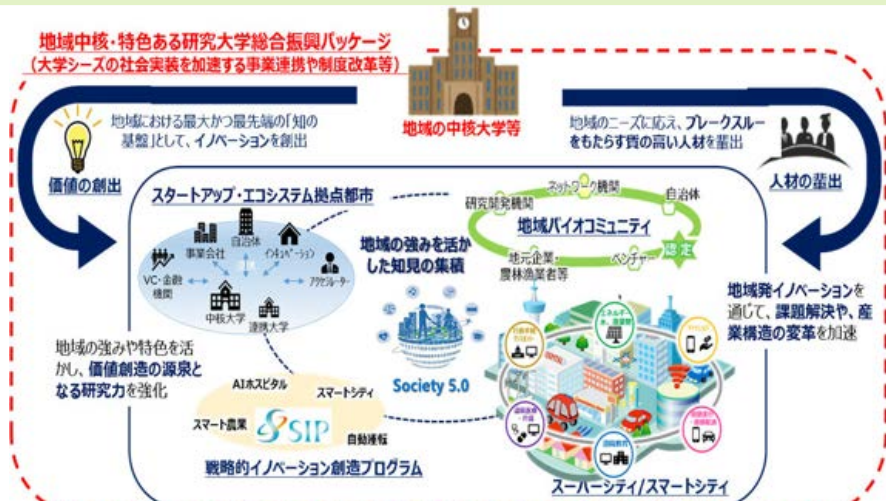 地域中核・特色ある研究大学総合振興パッケージ
（大学シーズの社会実装を加速する事業連携や制度改革等）
地域の中核大学等
地域における最大かつ最先端の「知の
基盤」として、イノベーションを創出
価値の創出
地域のニーズに応え、ブレークスルー
をもたらす質の高い人材を輩出
人材の輩出
スタートアップ・エコシステム拠点都市
自治体
事業会社
インキュベーション
VC・金融
機関
アクセラレーター
中核大学
連携大学
地域の強みを活か
した知見の集積
Society 5.0
ネットワーク機関
研究開発機関
自治体
地域バイオコミュニティ
認定
地元企業・
農林漁業者等
ベンチャー
地域発イノベーションを
通じて、課題解決や、産
業構造の変革を加速
地域の強みや特色を活
かし、価値創造の源泉と
なる研究力を強化
AIホスピタル
スマートシティ
スマート農業
SIP
自動運転
戦略的イノベーション創造プログラム
スーパーシティ/スマートシティ